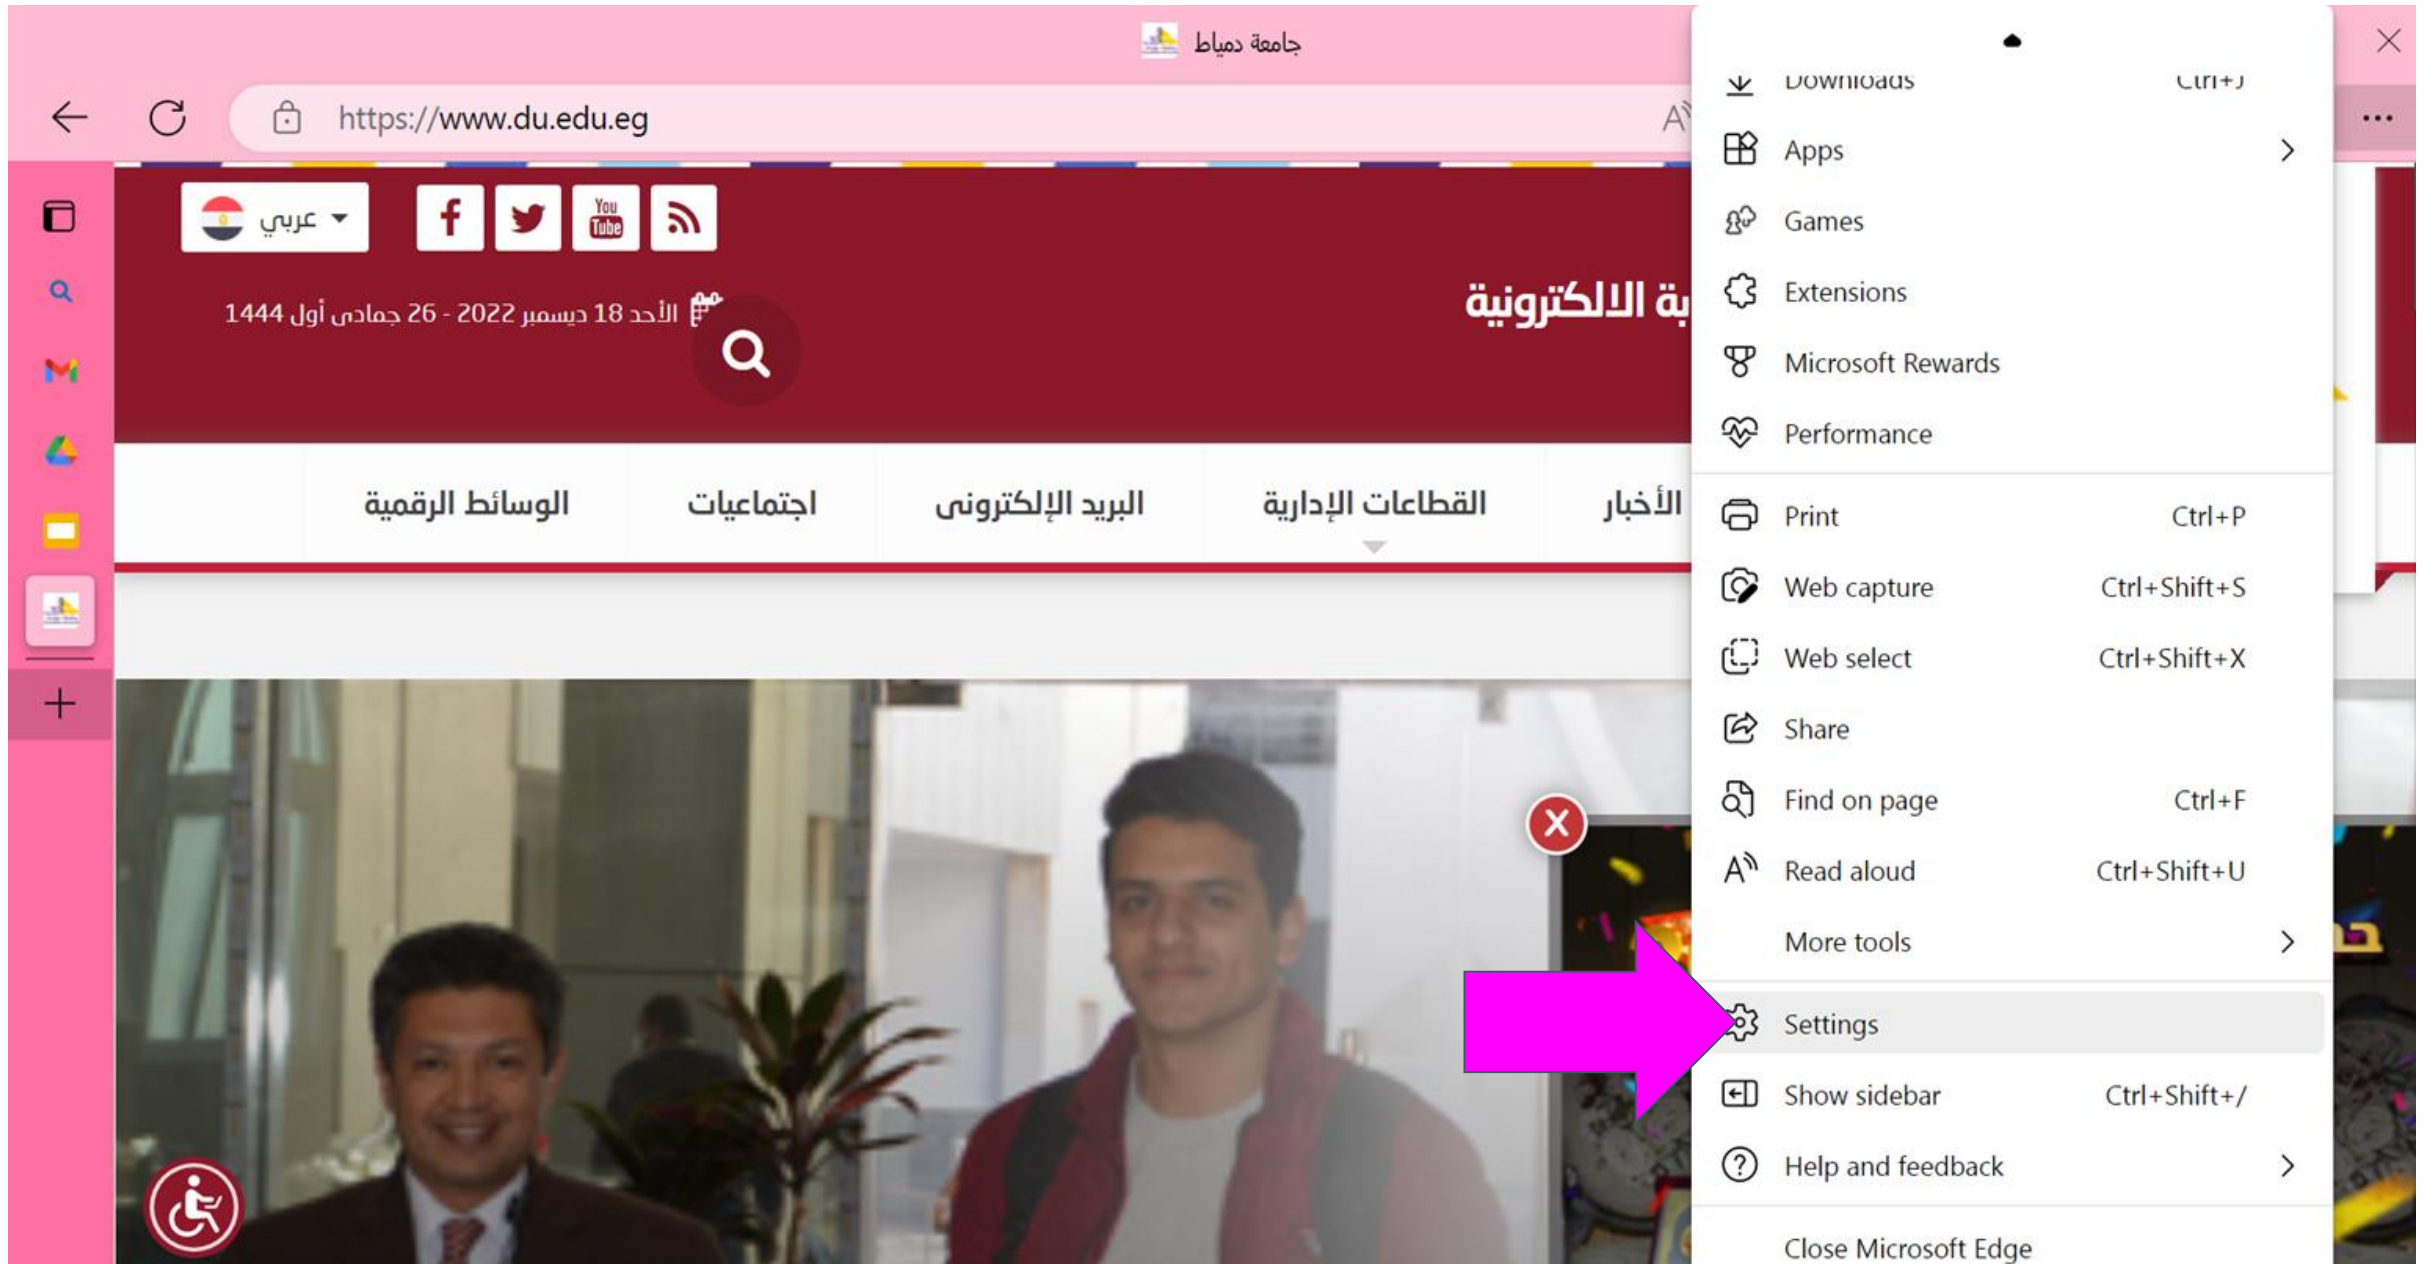 جامعة دمياط
https://www.du.edu.eg
A
عربي
f
You
Tube
الأحد 18 ديسمبر 2022 - 26 جمادى أول 1444
بة الالكترونية
الأخبار
القطاعات الإدارية
البريد الإلكترونى
اجتماعيات
الوسائط الرقمية
X
Downloads Ctrl+J
Apps
Games
Extensions
Microsoft Rewards
Performance
Print Ctrl+P
Web capture Ctrl+Shift+S
Web select Ctrl+Shift+X
Share
Find on page Ctrl+F
Read aloud Ctrl+Shift+U
More tools
Settings
Show sidebar Ctrl+Shift+/
Help and feedback
Close Microsoft Edge